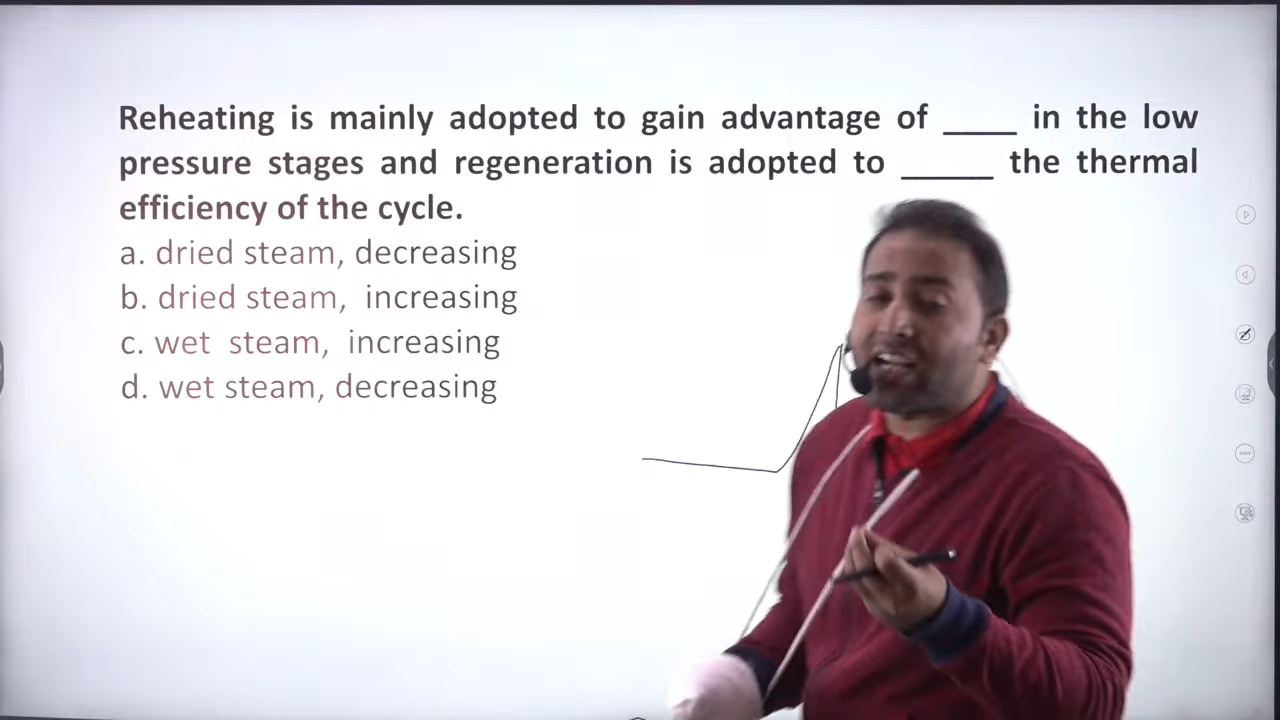 Reheating is mainly adopted to gain advantage of ____ in the low
pressure stages and regeneration is adopted to _____ the thermal
efficiency of the cycle.
a. dried steam, decreasing
b. dried steam, increasing
c. wet steam, increasing
d. wet steam, decreasing